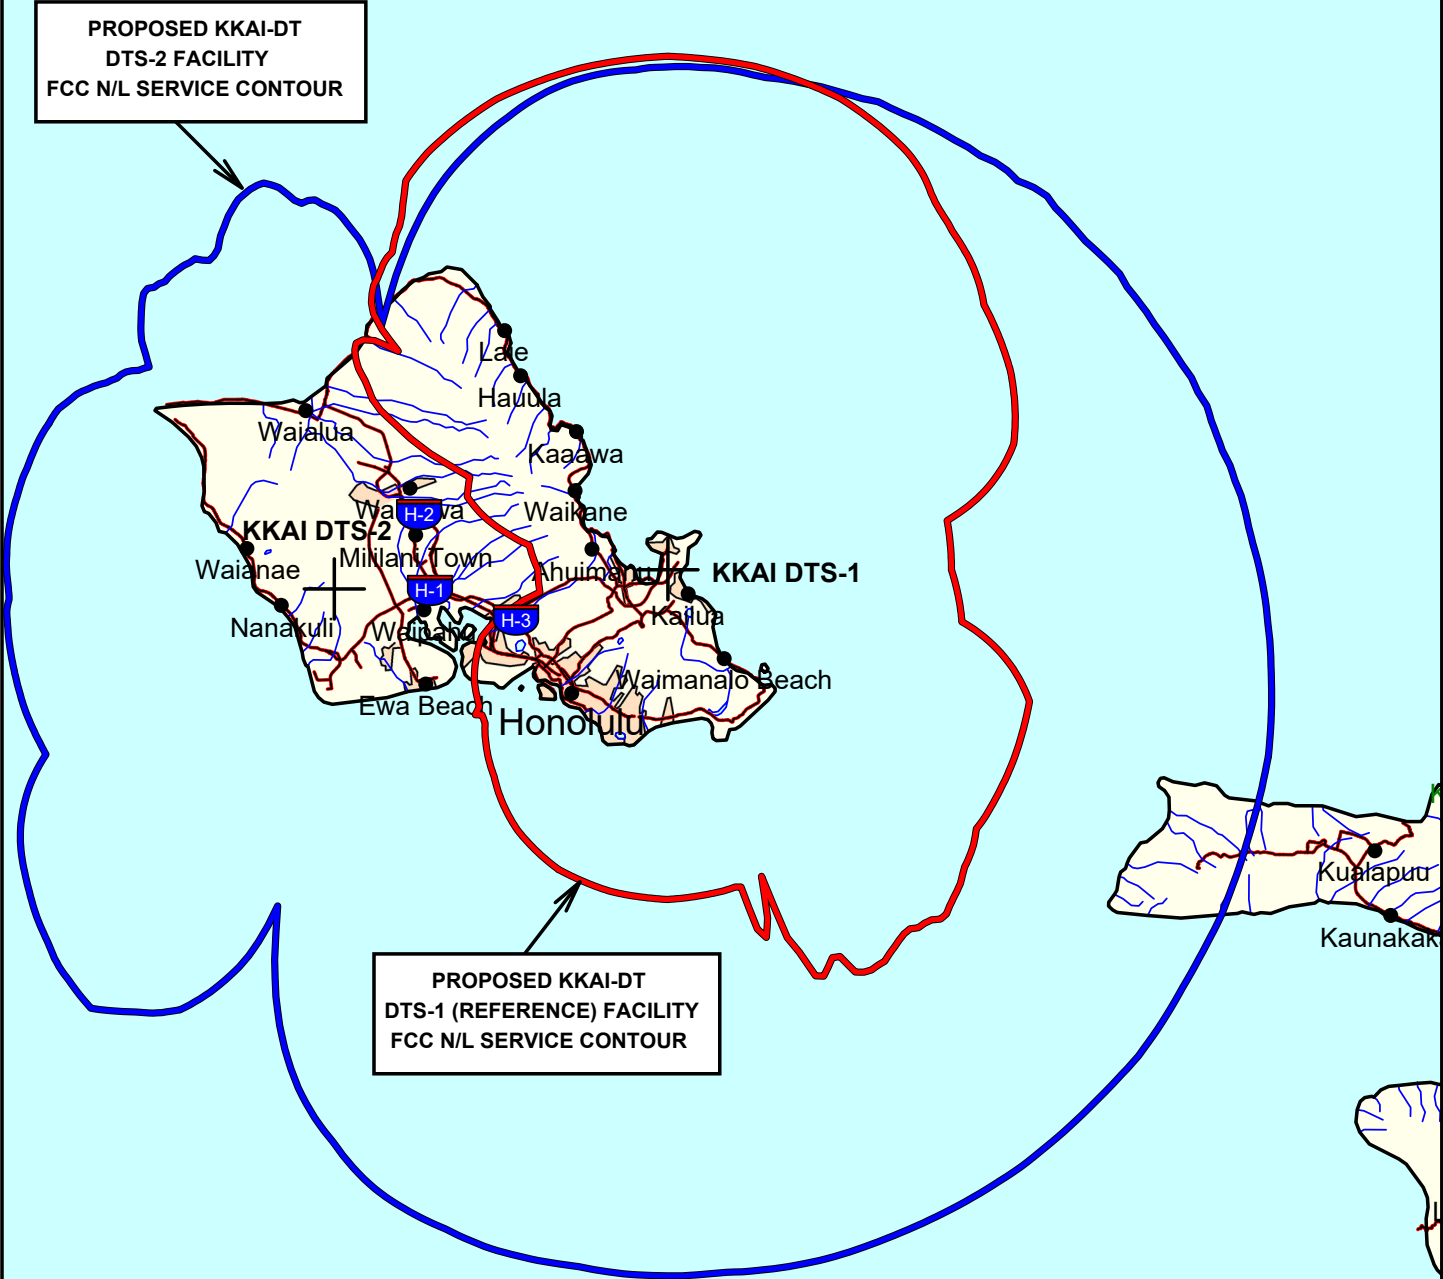 PROPOSED KKAI-DT
DTS-2 FACILITY
FCC N/L SERVICE CONTOUR
Laie
Hauula
Waialua
Kaaawa
Waikane
H-2
KKAI DTS-2
Mililani Town
Waianae
Ahuimanu
KKAI DTS-1
H-1
Nanakuli
Waipahu
H-3
Kailua
Waimanalo Beach
Ewa Beach
Honolulu
Kualapuu
Kaunakak
PROPOSED KKAI-DT
DTS-1 (REFERENCE) FACILITY
FCC N/L SERVICE CONTOUR